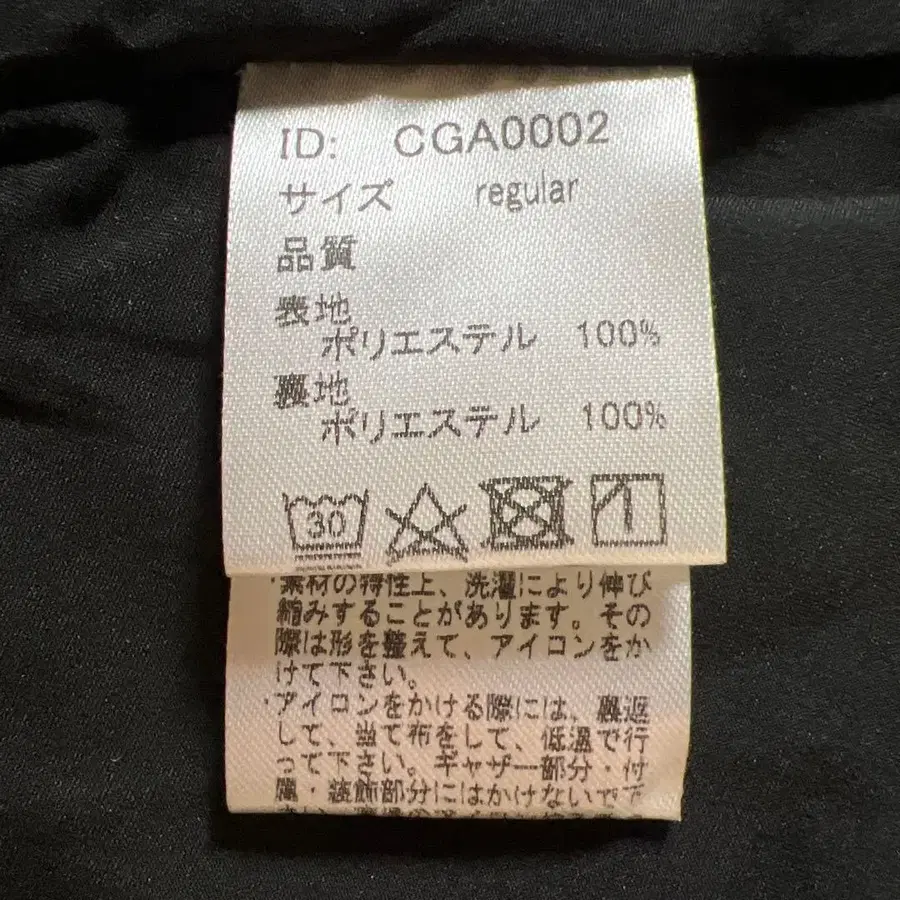 ID: CGA0002
サイズ regular
品質
表地
ポリエステル 100%
裏地
ポリエステル 100%
30
・素材の特性上、洗濯により伸び
縮みすることがあります。その
際は形を整えて、アイロンをか
けて下さい。
・アイロンをかける際には、裏返
して、当て布をして、低温で行
って下さい。ギャザー部分・付
属・装飾部分にはかけないで下
さい